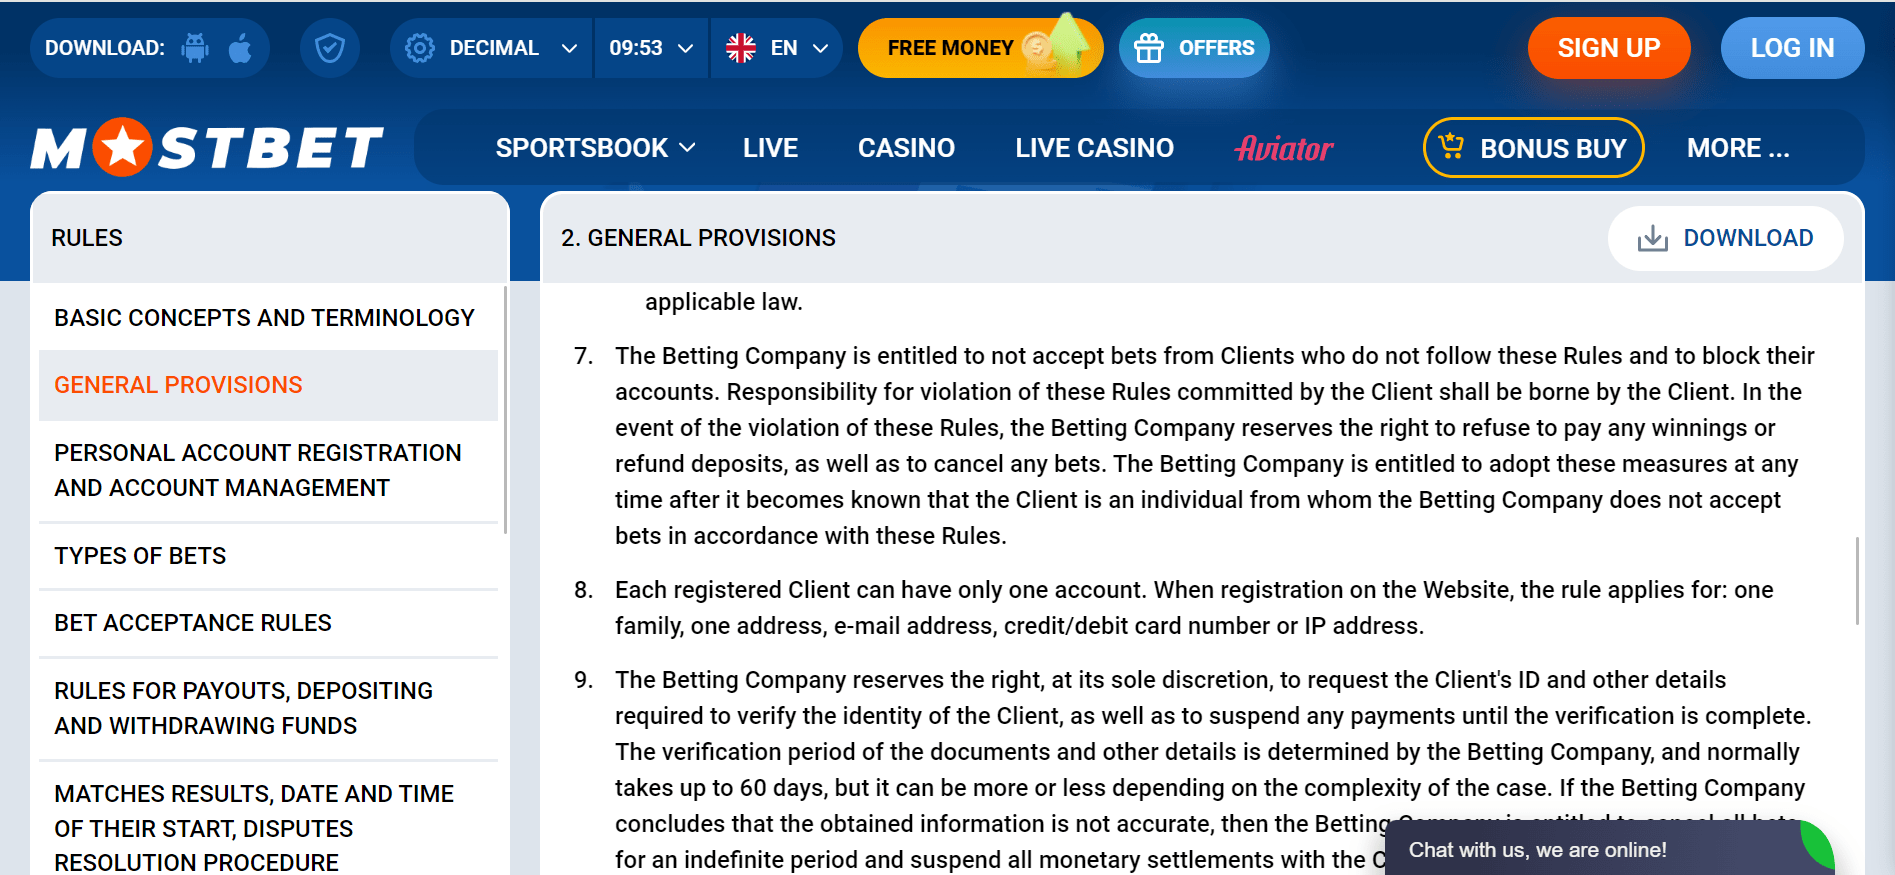 DOWNLOAD:
DECIMAL
09:53
EN
FREE MONEY
OFFERS
SIGN UP
LOG IN
MOSTBET
SPORTSBOOK
LIVE
CASINO
LIVE CASINO
Aviator
BONUS BUY
MORE ...
RULES
BASIC CONCEPTS AND TERMINOLOGY
GENERAL PROVISIONS
PERSONAL ACCOUNT REGISTRATION
AND ACCOUNT MANAGEMENT
TYPES OF BETS
BET ACCEPTANCE RULES
RULES FOR PAYOUTS, DEPOSITING
AND WITHDRAWING FUNDS
MATCHES RESULTS, DATE AND TIME
OF THEIR START, DISPUTES
RESOLUTION PROCEDURE
2. GENERAL PROVISIONS
DOWNLOAD
applicable law.
7. The Betting Company is entitled to not accept bets from Clients who do not follow these Rules and to block their
accounts. Responsibility for violation of these Rules committed by the Client shall be borne by the Client. In the
event of the violation of these Rules, the Betting Company reserves the right to refuse to pay any winnings or
refund deposits, as well as to cancel any bets. The Betting Company is entitled to adopt these measures at any
time after it becomes known that the Client is an individual from whom the Betting Company does not accept
bets in accordance with these Rules.
8. Each registered Client can have only one account. When registration on the Website, the rule applies for: one
family, one address, e-mail address, credit/debit card number or IP address.
9. The Betting Company reserves the right, at its sole discretion, to request the Client's ID and other details
required to verify the identity of the Client, as well as to suspend any payments until the verification is complete.
The verification period of the documents and other details is determined by the Betting Company, and normally
takes up to 60 days, but it can be more or less depending on the complexity of the case. If the Betting Company
concludes that the obtained information is not accurate, then the Betting
for an indefinite period and suspend all monetary settlements with the
Chat with us, we are online!